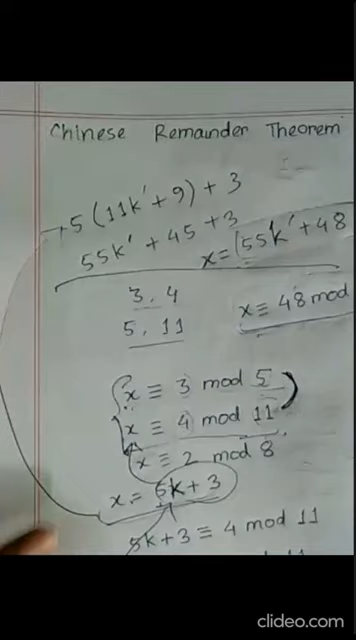 Chinese Remainder Theorem
5 (11k' + 9) + 3
55k' + 45 + 3
x = (55k' + 48
3, 4
x ≡ 48 mod
5, 11
x ≡ 3 mod 5
x ≡ 4 mod 11
x ≡ 2 mod 8
x = 5k + 3
5k + 3 ≡ 4 mod 11
clideo.com